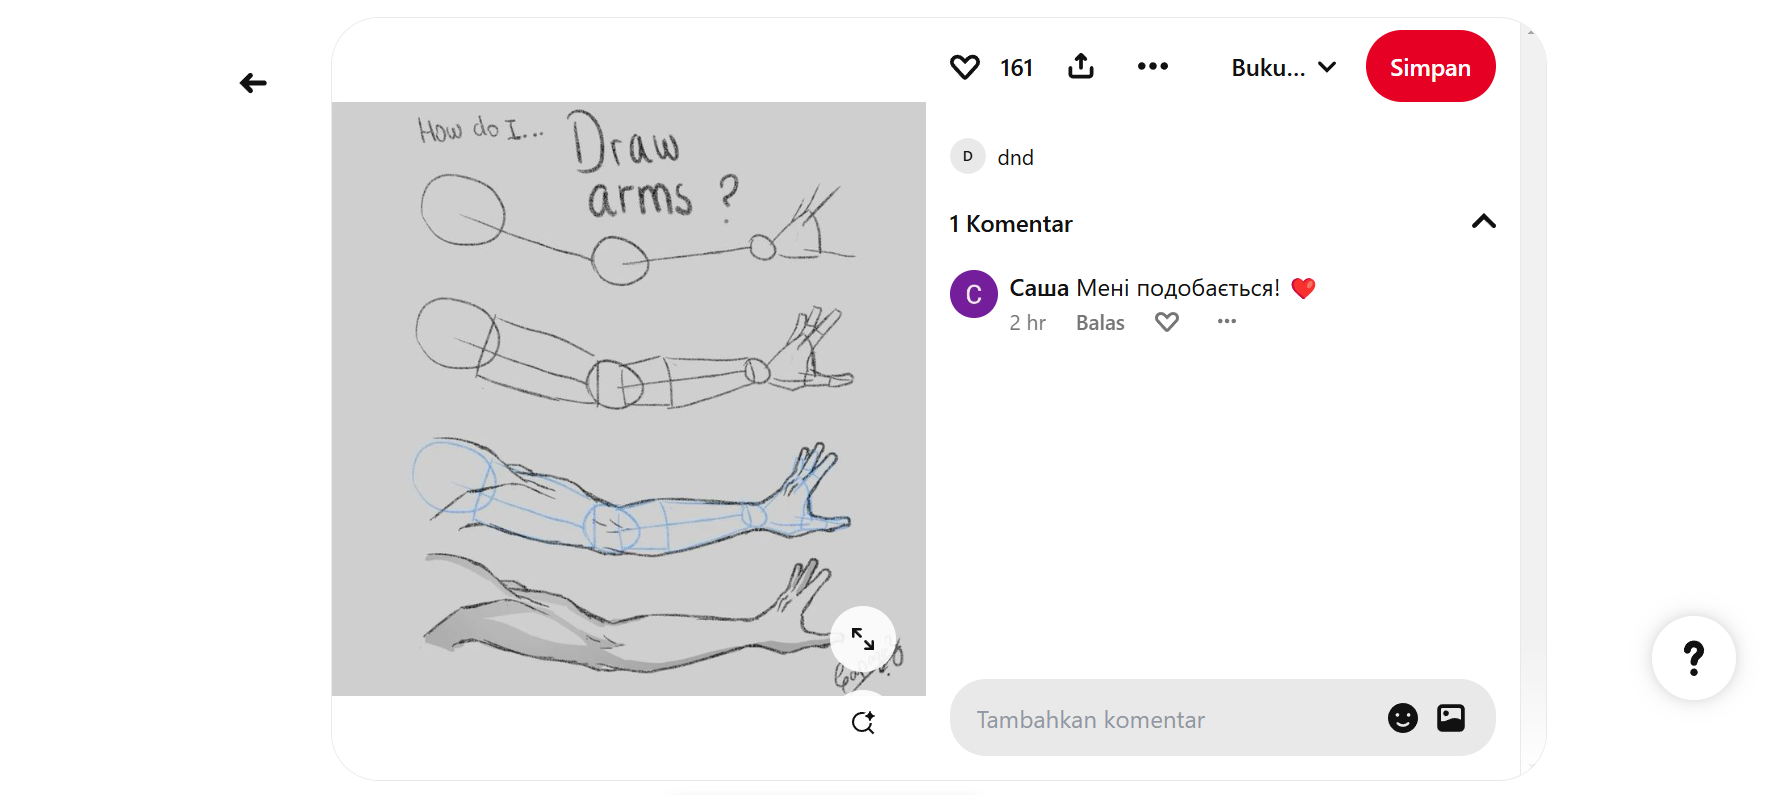 161
Buku...
Simpan
How do I... Draw
arms ?
D dnd
1 Komentar
C Саша Мені подобається! ❤️
2 hr Balas
Tambahkan komentar
?